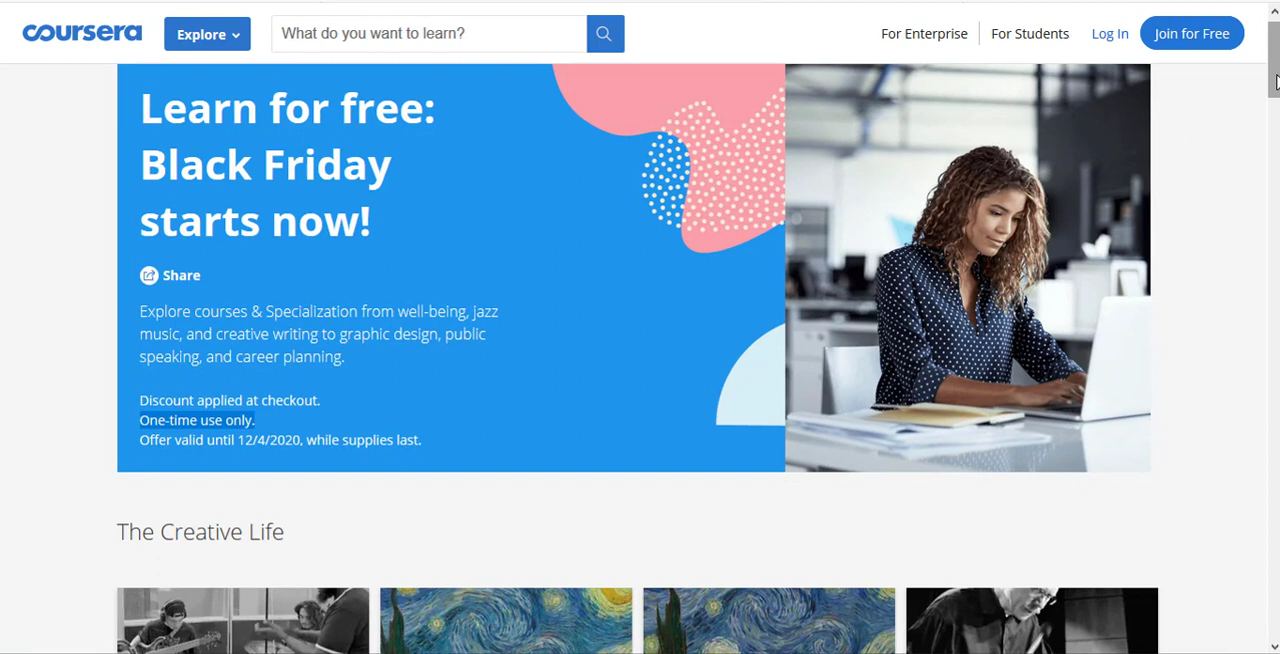 coursera
Explore
What do you want to learn?
For Enterprise
For Students
Log In
Join for Free
Learn for free:
Black Friday
starts now!
Share
Explore courses & Specialization from well-being, jazz
music, and creative writing to graphic design, public
speaking, and career planning.
Discount applied at checkout.
One-time use only.
Offer valid until 12/4/2020, while supplies last.
The Creative Life